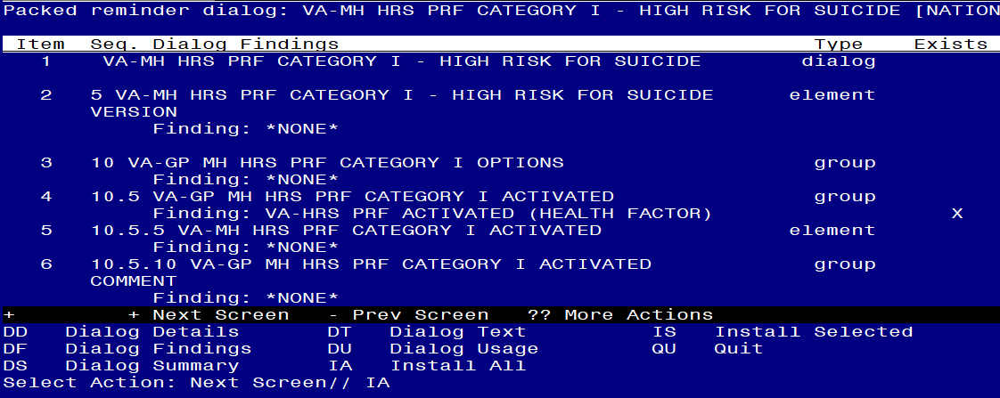 Packed reminder dialog: VA-MH HRS PRF CATEGORY I - HIGH RISK FOR SUICIDE [NATION
Item Seq. Dialog Findings Type Exists
1 VA-MH HRS PRF CATEGORY I - HIGH RISK FOR SUICIDE dialog
2 5 VA-MH HRS PRF CATEGORY I - HIGH RISK FOR SUICIDE element
VERSION
Finding: *NONE*
3 10 VA-GP MH HRS PRF CATEGORY I OPTIONS group
Finding: *NONE*
4 10.5 VA-GP MH HRS PRF CATEGORY I ACTIVATED group
Finding: VA-HRS PRF ACTIVATED (HEALTH FACTOR) X
5 10.5.5 VA-MH HRS PRF CATEGORY I ACTIVATED element
Finding: *NONE*
6 10.5.10 VA-GP MH HRS PRF CATEGORY I ACTIVATED group
COMMENT
Finding: *NONE*
+ + Next Screen - Prev Screen ?? More Actions
DD Dialog Details DT Dialog Text IS Install Selected
DF Dialog Findings DU Dialog Usage QU Quit
DS Dialog Summary IA Install All
Select Action: Next Screen// IA